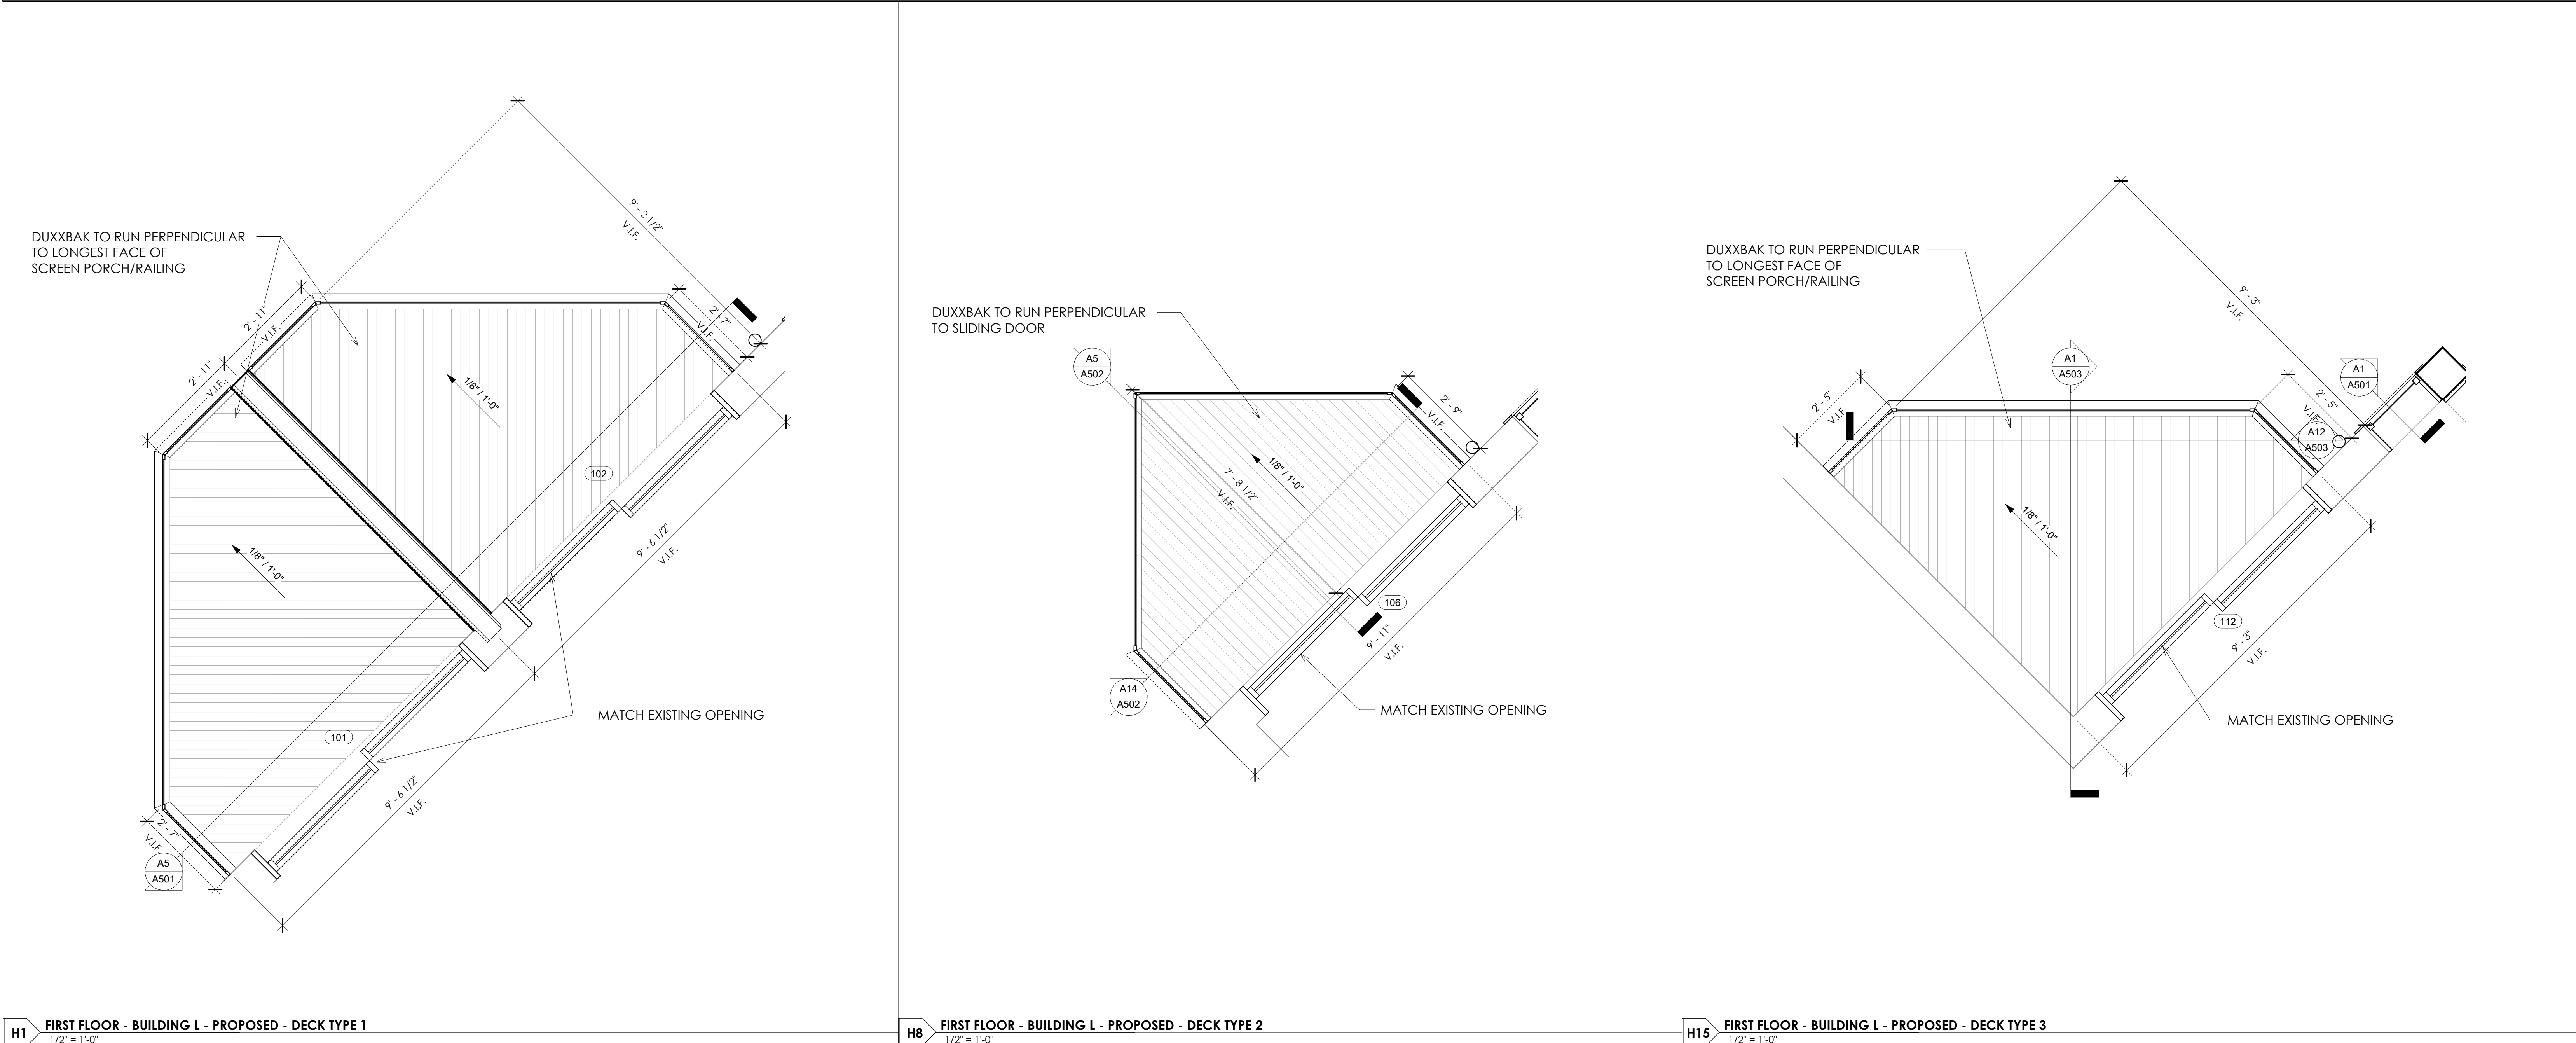 9' - 2 1/2"
V.I.F.
DUXXBAK TO RUN PERPENDICULAR
TO LONGEST FACE OF
SCREEN PORCH/RAILING
2' - 11"
V.I.F.
2' - 11"
V.I.F.
2' - 7"
V.I.F.
1/8" / 1'-0"
102
9' - 6 1/2"
V.I.F.
1/8" / 1'-0"
MATCH EXISTING OPENING
101
9' - 6 1/2"
V.I.F.
2' - 7"
V.I.F.
A5
A501
H1
FIRST FLOOR - BUILDING L - PROPOSED - DECK TYPE 1
1/2" = 1'-0"
DUXXBAK TO RUN PERPENDICULAR
TO SLIDING DOOR
A5
A502
2' - 9"
V.I.F.
1/8" / 1'-0"
7' - 8 1/2"
V.I.F.
106
9' - 11"
V.I.F.
A14
A502
MATCH EXISTING OPENING
H8
FIRST FLOOR - BUILDING L - PROPOSED - DECK TYPE 2
1/2" = 1'-0"
DUXXBAK TO RUN PERPENDICULAR
TO LONGEST FACE OF
SCREEN PORCH/RAILING
9' - 3"
V.I.F.
A1
A503
A1
A501
2' - 5"
V.I.F.
2' - 5"
V.I.F.
A12
A503
1/8" / 1'-0"
112
9' - 3"
V.I.F.
MATCH EXISTING OPENING
H15
FIRST FLOOR - BUILDING L - PROPOSED - DECK TYPE 3
1/2" = 1'-0"